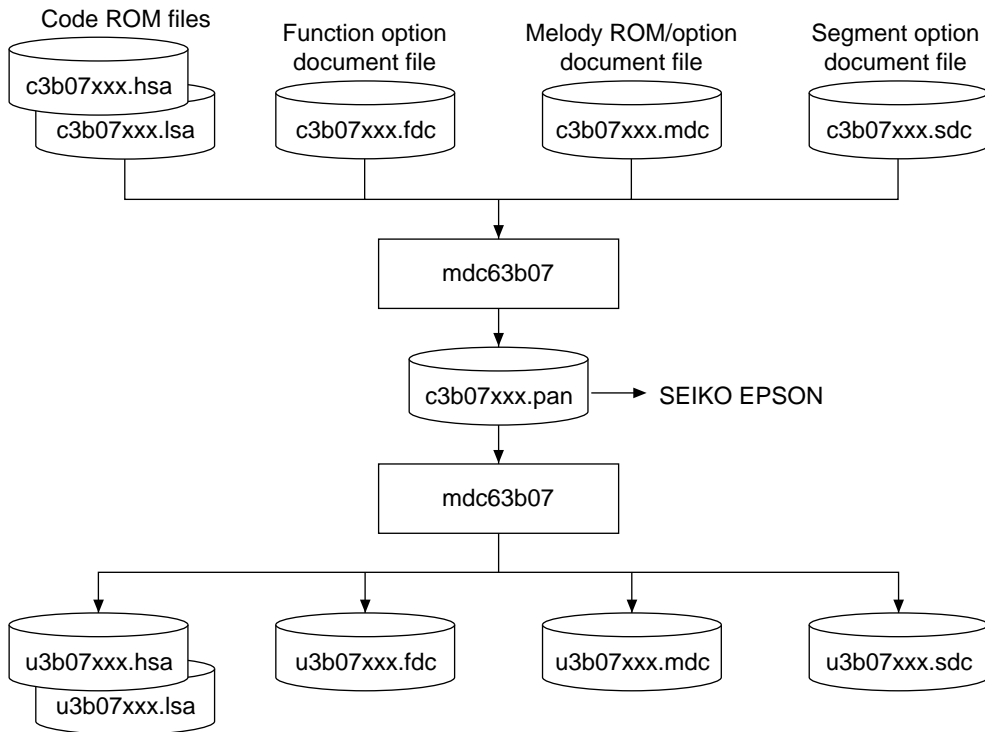 Code ROM files
Function option
document file
Melody ROM/option
document file
Segment option
document file
c3b07xxx.hsa
c3b07xxx.lsa
c3b07xxx.fdc
c3b07xxx.mdc
c3b07xxx.sdc
mdc63b07
c3b07xxx.pan
SEIKO EPSON
mdc63b07
u3b07xxx.hsa
u3b07xxx.lsa
u3b07xxx.fdc
u3b07xxx.mdc
u3b07xxx.sdc